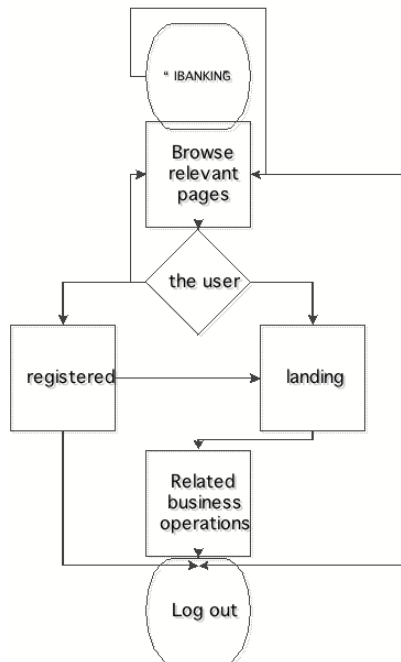 “ IBANKING ”
Browse
relevant
pages
the user
registered
landing
Related
business
operations
Log out